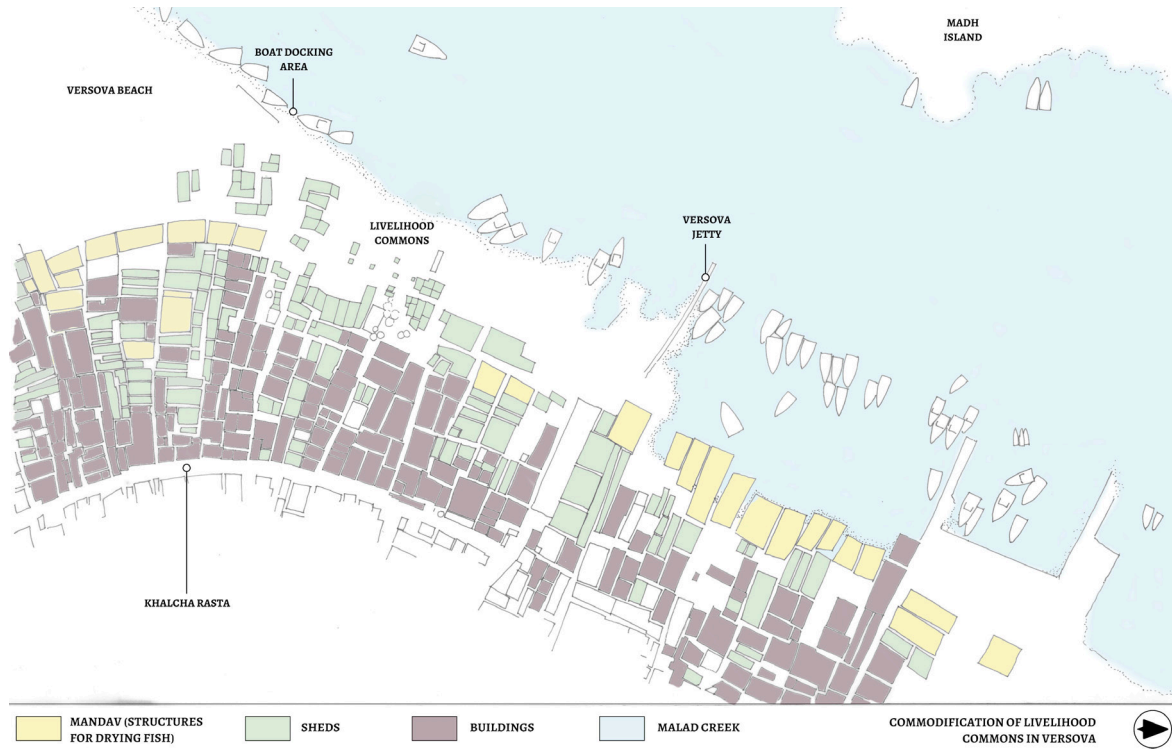 MADH
ISLAND
BOAT DOCKING
AREA
VERSOVA BEACH
LIVELIHOOD
COMMONS
VERSOVA
JETTY
KHALCHA RASTA
MANDAV (STRUCTURES
FOR DRYING FISH)
SHEDS
BUILDINGS
MALAD CREEK
COMMODIFICATION OF LIVELIHOOD
COMMONS IN VERSOVA